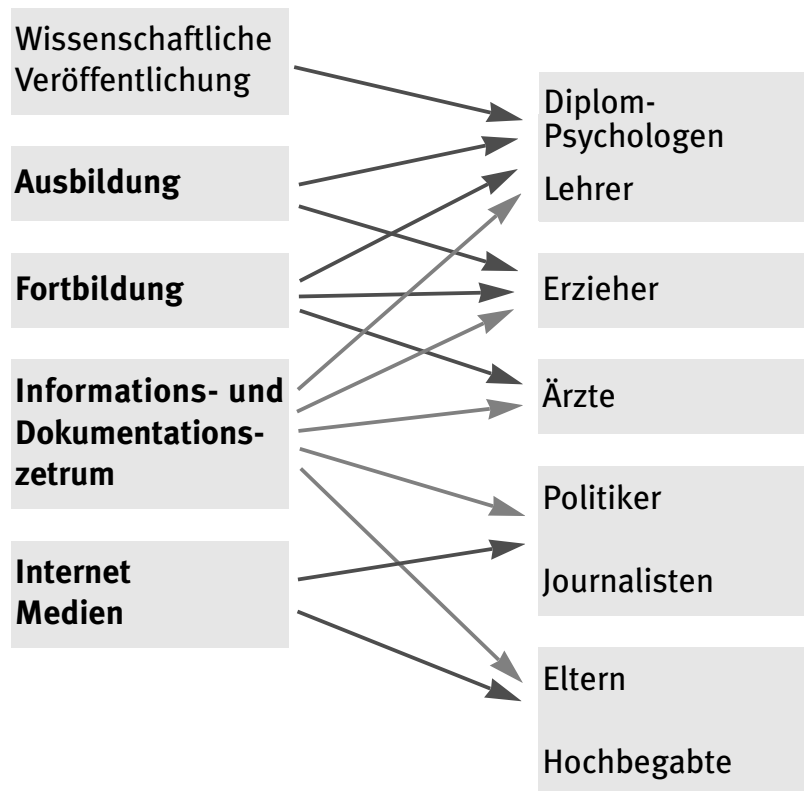 Wissenschaftliche
Veröffentlichung
Ausbildung
Fortbildung
Informations- und
Dokumentations-
zetrum
Internet
Medien
Diplom-
Psychologen
Lehrer
Erzieher
Ärzte
Politiker
Journalisten
Eltern
Hochbegabte